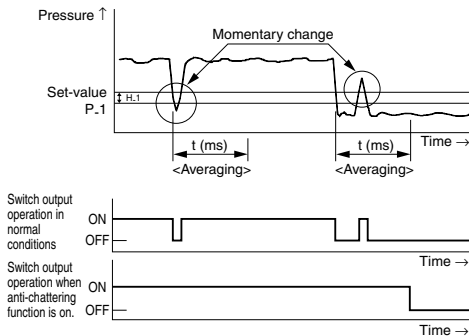 Pressure ↑
Momentary change
Set-value
P_1
H_1
t (ms)
t (ms)
Time →
<Averaging>
<Averaging>
Switch output
operation in
normal
conditions
ON
OFF
Time →
Switch output
operation when
anti-chattering
function is on.
ON
OFF
Time →